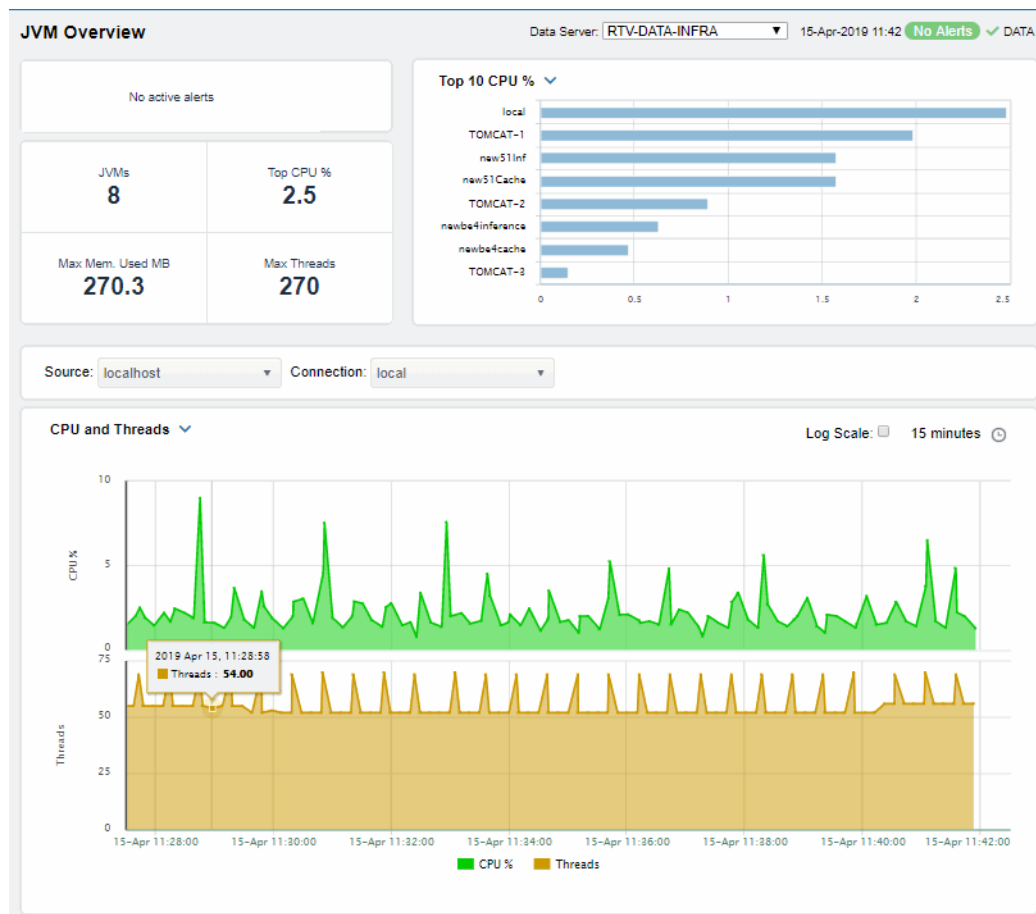 JVM Overview
Data Server: RTV-DATA-INFRA 15-Apr-2019 11:42 No Alerts DATA
No active alerts
JVMs
8
Top CPU %
2.5
Max Mem. Used MB
270.3
Max Threads
270
Top 10 CPU %
local
TOMCAT-1
new51Inf
new51Cache
TOMCAT-2
newbe4inference
newbe4cache
TOMCAT-3
0 0.5 1 1.5 2 2.5
Source: localhost Connection: local
CPU and Threads
Log Scale: 15 minutes
10
5
0
CPU %
2019 Apr 15, 11:28:58
Threads : 54.00
75
50
25
0
Threads
15-Apr 11:28:00 15-Apr 11:30:00 15-Apr 11:32:00 15-Apr 11:34:00 15-Apr 11:36:00 15-Apr 11:38:00 15-Apr 11:40:00 15-Apr 11:42:00
CPU % Threads